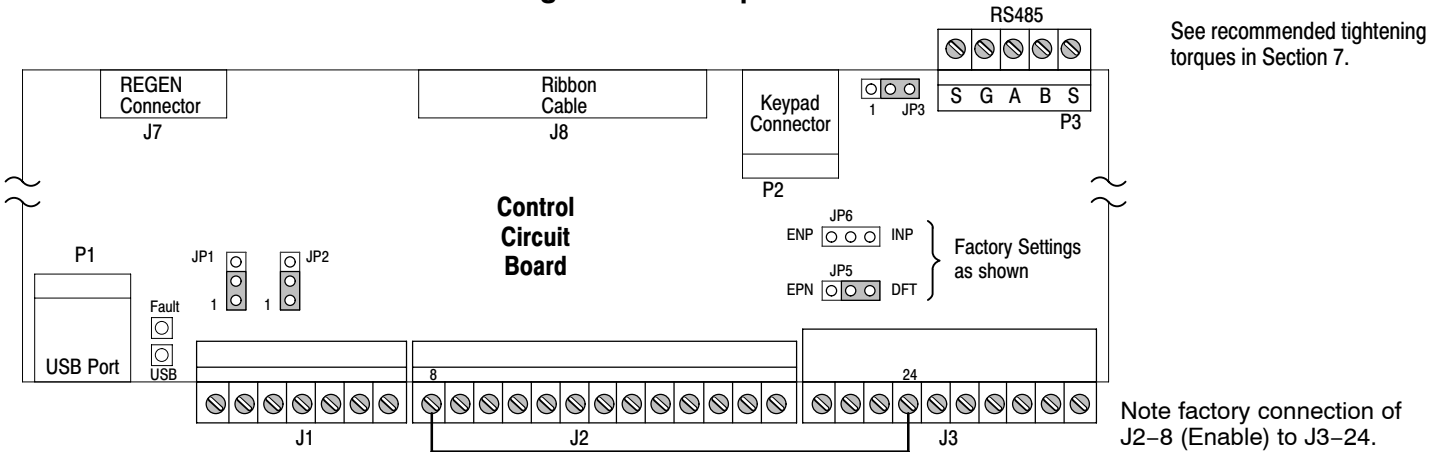 RS485
See recommended tightening
torques in Section 7.
REGEN
Connector
J7
Ribbon
Cable
J8
Keypad
Connector
P2
1 JP3
S G A B S
P3
Control
Circuit
Board
JP6
ENP INP
JP5
EPN DFT
Factory Settings
as shown
P1
USB Port
Fault
USB
JP1
1
JP2
1
8
24
J1
J2
J3
Note factory connection of
J2–8 (Enable) to J3–24.